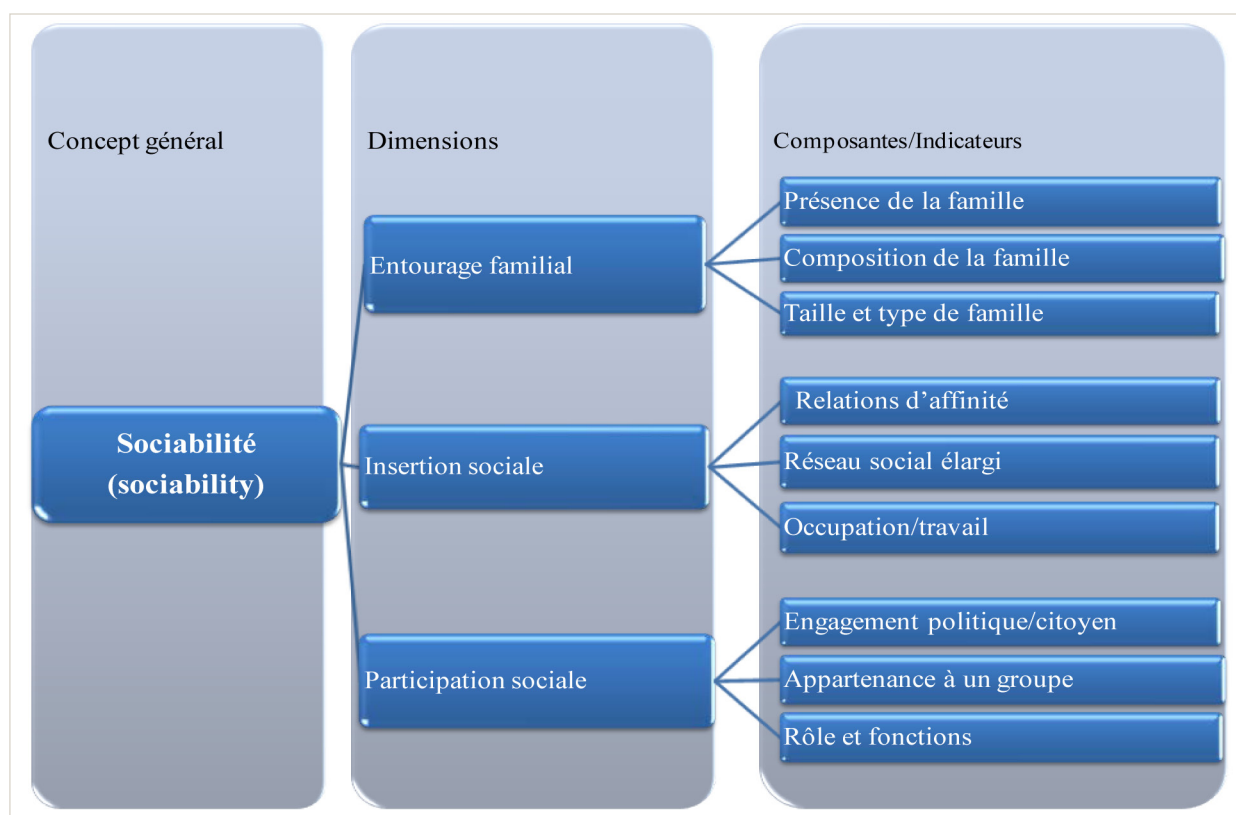 Concept général
Dimensions
Composantes/Indicateurs
Sociabilité
(sociability)
Entourage familial
Présence de la famille
Composition de la famille
Taille et type de famille
Insertion sociale
Relations d’affinité
Réseau social élargi
Occupation/travail
Participation sociale
Engagement politique/citoyen
Appartenance à un groupe
Rôle et fonctions